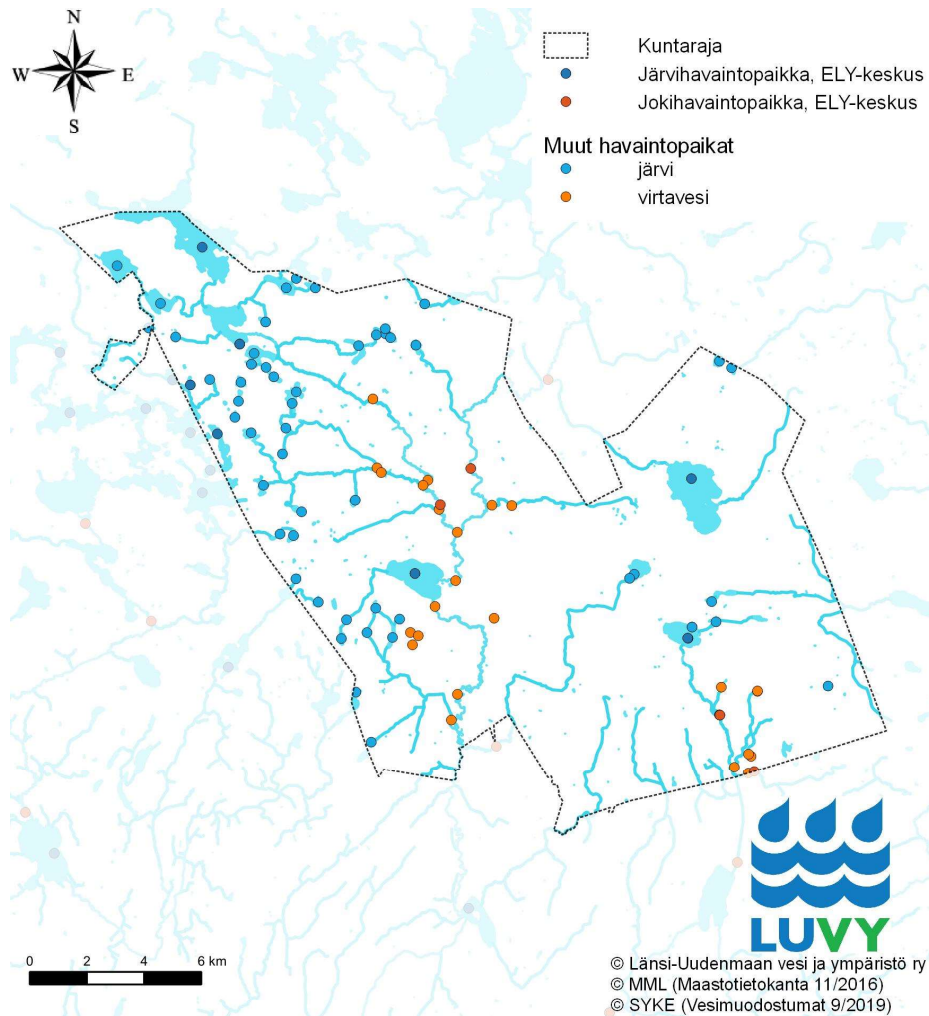 N
W E
S
Kuntaraja
Järvihavaintopaikka, ELY-keskus
Jokihavaintopaikka, ELY-keskus
Muut havaintopaikat
järvi
virtavesi
0 2 4 6 km
LUVY
© Länsi-Uudenmaan vesi ja ympäristö ry
© MML (Maastotietokanta 11/2016)
© SYKE (Vesimuodostumat 9/2019)